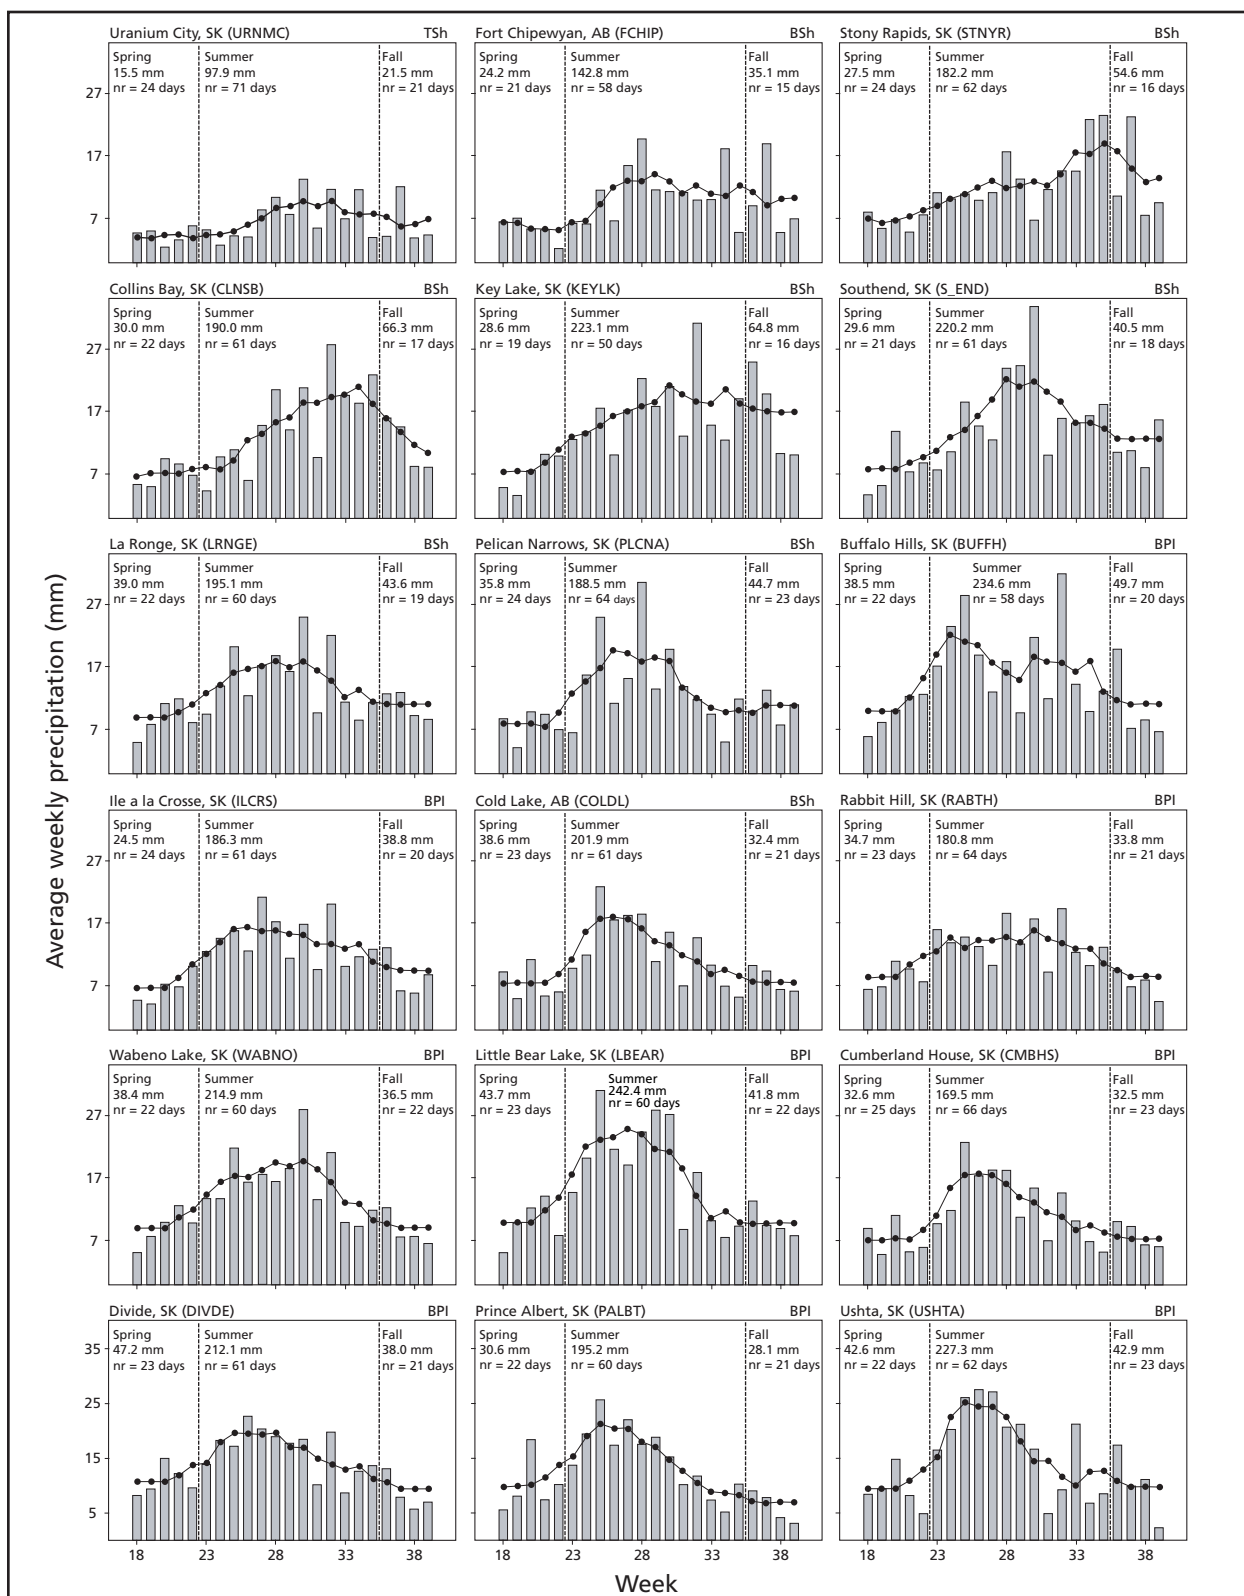 Uranium City, SK (URNMC) TSh
Spring Summer Fall
15.5 mm 97.9 mm 21.5 mm
nr = 24 days nr = 71 days nr = 21 days
Fort Chipewyan, AB (FCHIP) BSh
Spring Summer Fall
24.2 mm 142.8 mm 35.1 mm
nr = 21 days nr = 58 days nr = 15 days
Stony Rapids, SK (STNYR) BSh
Spring Summer Fall
27.5 mm 182.2 mm 54.6 mm
nr = 24 days nr = 62 days nr = 16 days
27
17
7
Collins Bay, SK (CLNSB) BSh
Spring Summer Fall
30.0 mm 190.0 mm 66.3 mm
nr = 22 days nr = 61 days nr = 17 days
Key Lake, SK (KEYLK) BSh
Spring Summer Fall
28.6 mm 223.1 mm 64.8 mm
nr = 19 days nr = 50 days nr = 16 days
Southend, SK (S_END) BSh
Spring Summer Fall
29.6 mm 220.2 mm 40.5 mm
nr = 21 days nr = 61 days nr = 18 days
27
17
7
La Ronge, SK (LRNGE) BSh
Spring Summer Fall
39.0 mm 195.1 mm 43.6 mm
nr = 22 days nr = 60 days nr = 19 days
Pelican Narrows, SK (PLCNA) BSh
Spring Summer Fall
35.8 mm 188.5 mm 44.7 mm
nr = 24 days nr = 64 days nr = 23 days
Buffalo Hills, SK (BUFFH) BPI
Spring Summer Fall
38.5 mm 234.6 mm 49.7 mm
nr = 22 days nr = 58 days nr = 20 days
27
17
7
Average weekly precipitation (mm)
Ile a la Crosse, SK (ILCRS) BPI
Spring Summer Fall
24.5 mm 186.3 mm 38.8 mm
nr = 24 days nr = 61 days nr = 20 days
Cold Lake, AB (COLDL) BSh
Spring Summer Fall
38.6 mm 201.9 mm 32.4 mm
nr = 23 days nr = 61 days nr = 21 days
Rabbit Hill, SK (RABTH) BPI
Spring Summer Fall
34.7 mm 180.8 mm 33.8 mm
nr = 23 days nr = 64 days nr = 21 days
27
17
7
Wabeno Lake, SK (WABNO) BPI
Spring Summer Fall
38.4 mm 214.9 mm 36.5 mm
nr = 22 days nr = 60 days nr = 22 days
Little Bear Lake, SK (LBEAR) BPI
Spring Summer Fall
43.7 mm 242.4 mm 41.8 mm
nr = 23 days nr = 60 days nr = 22 days
Cumberland House, SK (CMBHS) BPI
Spring Summer Fall
32.6 mm 169.5 mm 32.5 mm
nr = 25 days nr = 66 days nr = 23 days
27
17
7
Divide, SK (DIVDE) BPI
Spring Summer Fall
47.2 mm 212.1 mm 38.0 mm
nr = 23 days nr = 61 days nr = 21 days
Prince Albert, SK (PALBT) BPI
Spring Summer Fall
30.6 mm 195.2 mm 28.1 mm
nr = 22 days nr = 60 days nr = 21 days
Ushta, SK (USHTA) BPI
Spring Summer Fall
42.6 mm 227.3 mm 42.9 mm
nr = 22 days nr = 62 days nr = 23 days
35
25
15
5
18 23 28 33 38 18 23 28 33 38 18 23 28 33 38
Week